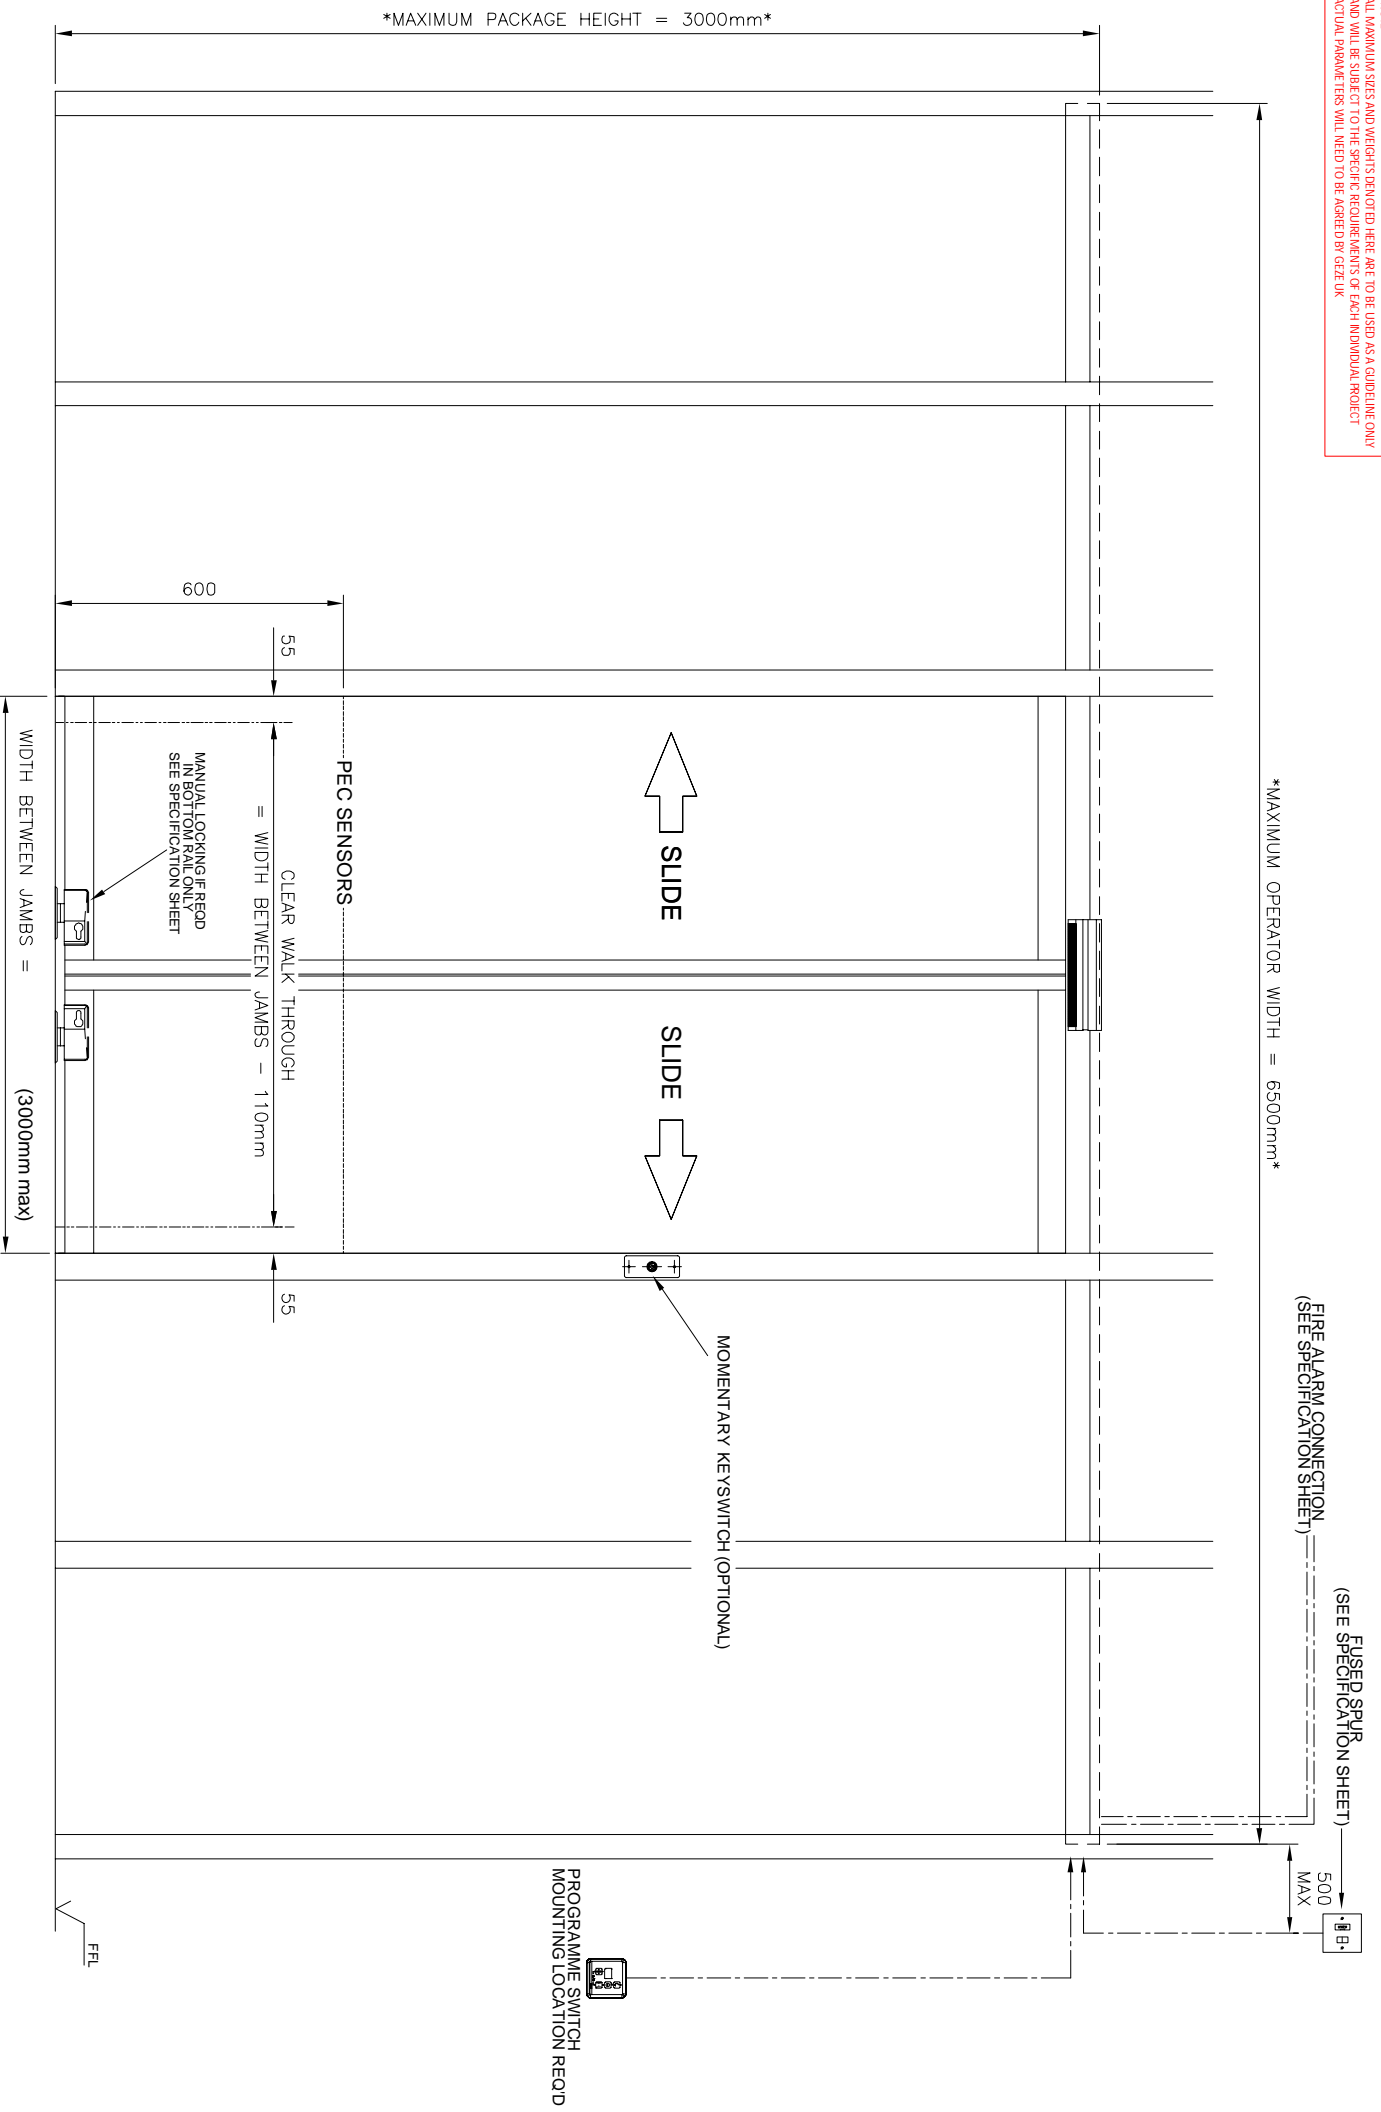 ALL MAXIMUM SIZES AND WEIGHTS DENOTED HERE ARE TO BE USED AS A GUIDELINE ONLY
AND WILL BE SUBJECT TO THE SPECIFIC REQUIREMENTS OF EACH INDIVIDUAL PROJECT
ACTUAL PARAMETERS WILL NEED TO BE AGREED BY GEZE UK
FUSED SPUR
(SEE SPECIFICATION SHEET)
500
MAX
FIRE ALARM CONNECTION
(SEE SPECIFICATION SHEET)
*MAXIMUM OPERATOR WIDTH = 6500mm*
*MAXIMUM PACKAGE HEIGHT = 3000mm*
SLIDE
SLIDE
MOMENTARY KEYSWITCH (OPTIONAL)
PROGRAMME SWITCH
MOUNTING LOCATION REQ'D
PEC SENSORS
600
55
CLEAR WALK THROUGH
= WIDTH BETWEEN JAMBS - 110mm
55
MANUAL LOCKING IF REQD
IN BOTTOM RAIL ONLY
SEE SPECIFICATION SHEET
FFL
WIDTH BETWEEN JAMBS =
(3000mm max)